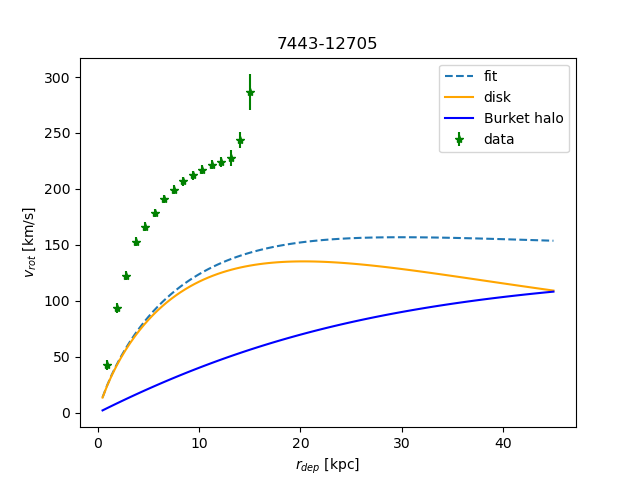 7443-12705
300
250
200
150
100
50
0
v_rot [km/s]
fit
disk
Burket halo
data
0 10 20 30 40
r_dep [kpc]